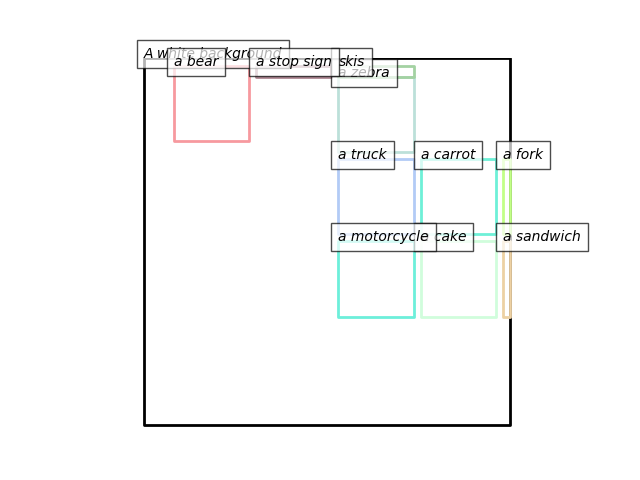 A white background
a bear
a stop sign
skis
a zebra
a truck
a carrot
a fork
a motorcycle
cake
a sandwich